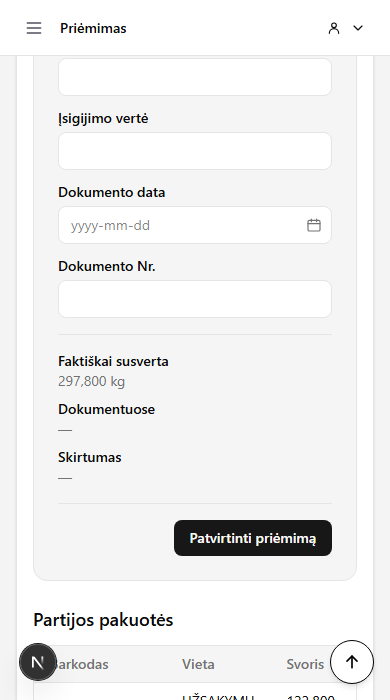 Priėmimas
Įsigijimo vertė
Dokumento data
yyyy-mm-dd
Dokumento Nr.
Faktiškai susverta
297,800 kg
Dokumentuose
—
Skirtumas
—
Patvirtinti priėmimą
Partijos pakuotės
Barkodas Vieta Svoris
N